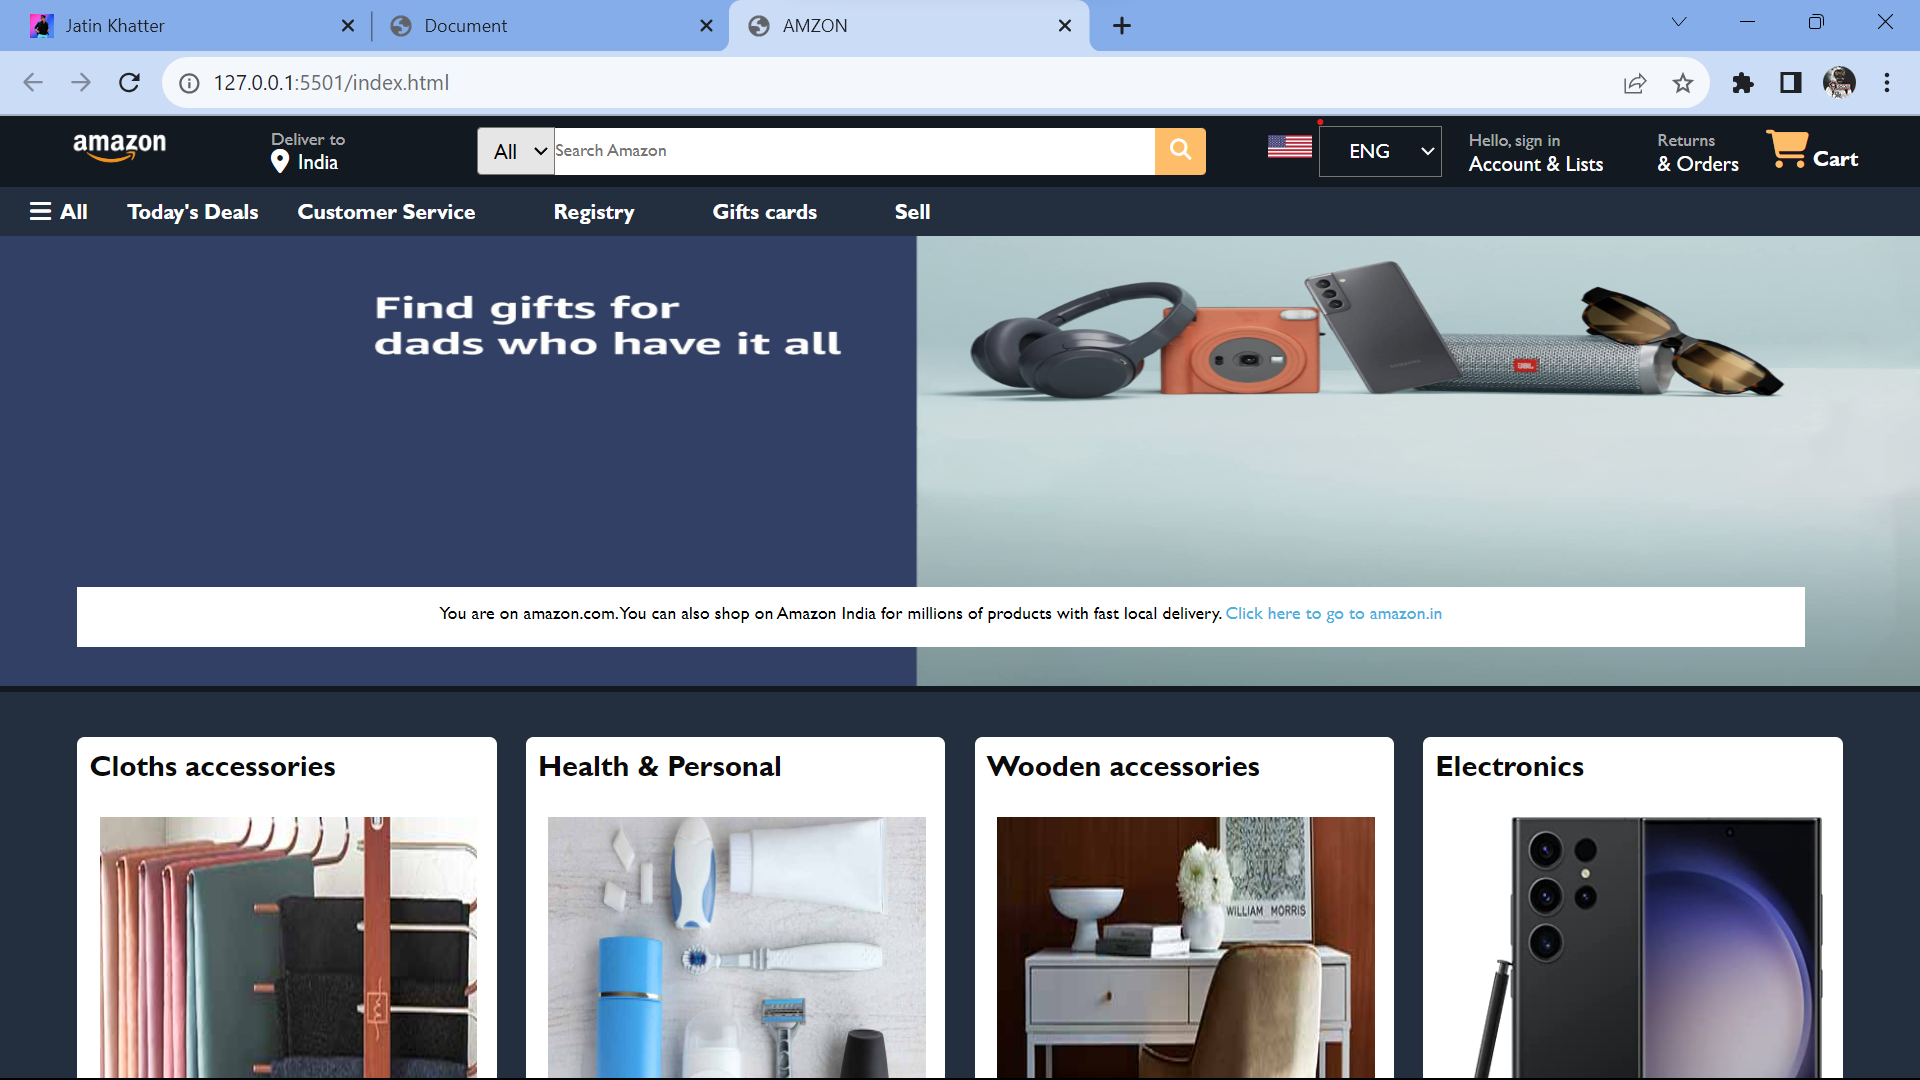 Jatin Khatter
Document
AMZON
127.0.0.1:5501/index.html
amazon
Deliver to
India
All
Search Amazon
ENG
Hello, sign in
Account & Lists
Returns
& Orders
Cart
All
Today's Deals
Customer Service
Registry
Gifts cards
Sell
Find gifts for
dads who have it all
You are on amazon.com.You can also shop on Amazon India for millions of products with fast local delivery. Click here to go to amazon.in
Cloths accessories
Health & Personal
Wooden accessories
Electronics
WILLIAM MORRIS